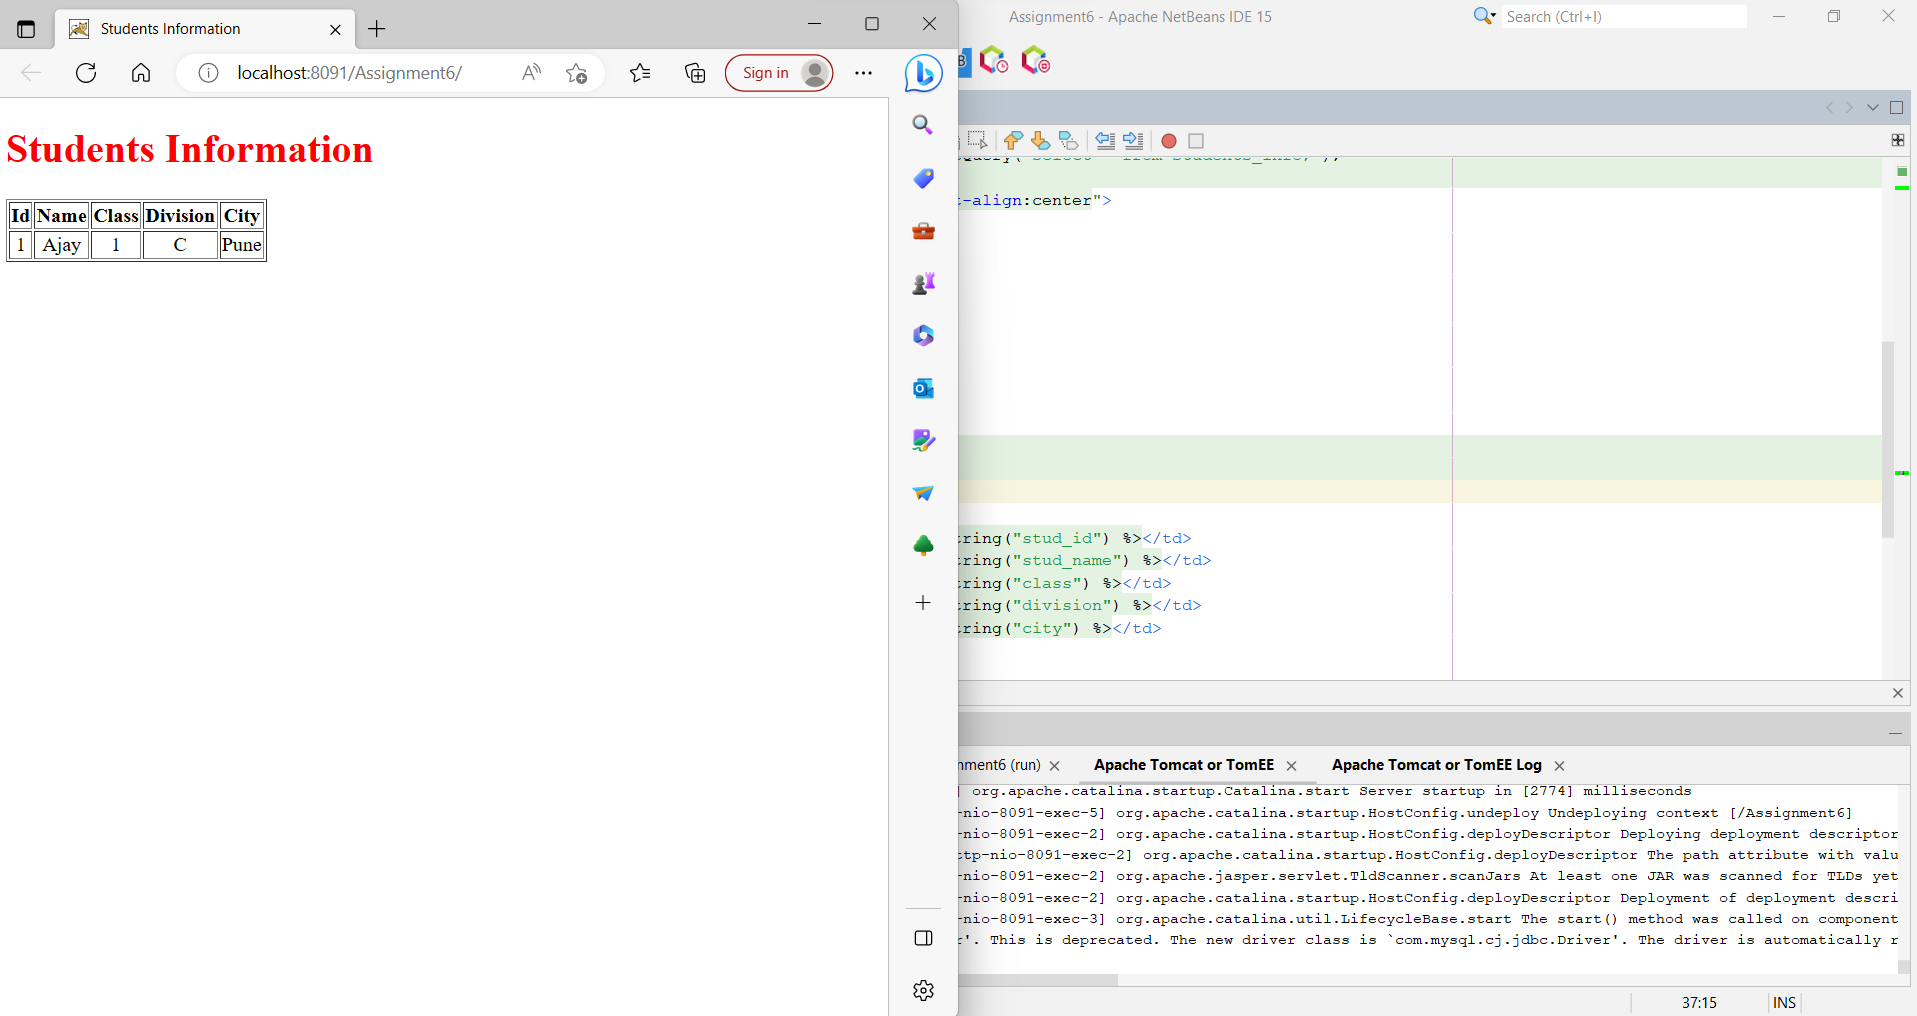 Students Information
localhost:8091/Assignment6/
Sign in
Students Information
Id Name Class Division City
1 Ajay 1 C Pune
Assignment6 - Apache NetBeans IDE 15
Search (Ctrl+I)
-align:center">
tring("stud_id") %></td>
tring("stud_name") %></td>
tring("class") %></td>
tring("division") %></td>
tring("city") %></td>
nment6 (run)
Apache Tomcat or TomEE
Apache Tomcat or TomEE Log
] org.apache.catalina.startup.Catalina.start Server startup in [2774] milliseconds
-nio-8091-exec-5] org.apache.catalina.startup.HostConfig.undeploy Undeploying context [/Assignment6]
-nio-8091-exec-2] org.apache.catalina.startup.HostConfig.deployDescriptor Deploying deployment descriptor
ttp-nio-8091-exec-2] org.apache.catalina.startup.HostConfig.deployDescriptor The path attribute with valu
-nio-8091-exec-2] org.apache.jasper.servlet.TldScanner.scanJars At least one JAR was scanned for TLDs yet
-nio-8091-exec-2] org.apache.catalina.startup.HostConfig.deployDescriptor Deployment of deployment descri
-nio-8091-exec-3] org.apache.catalina.util.LifecycleBase.start The start() method was called on component
r'. This is deprecated. The new driver class is `com.mysql.cj.jdbc.Driver'. The driver is automatically r
37:15
INS